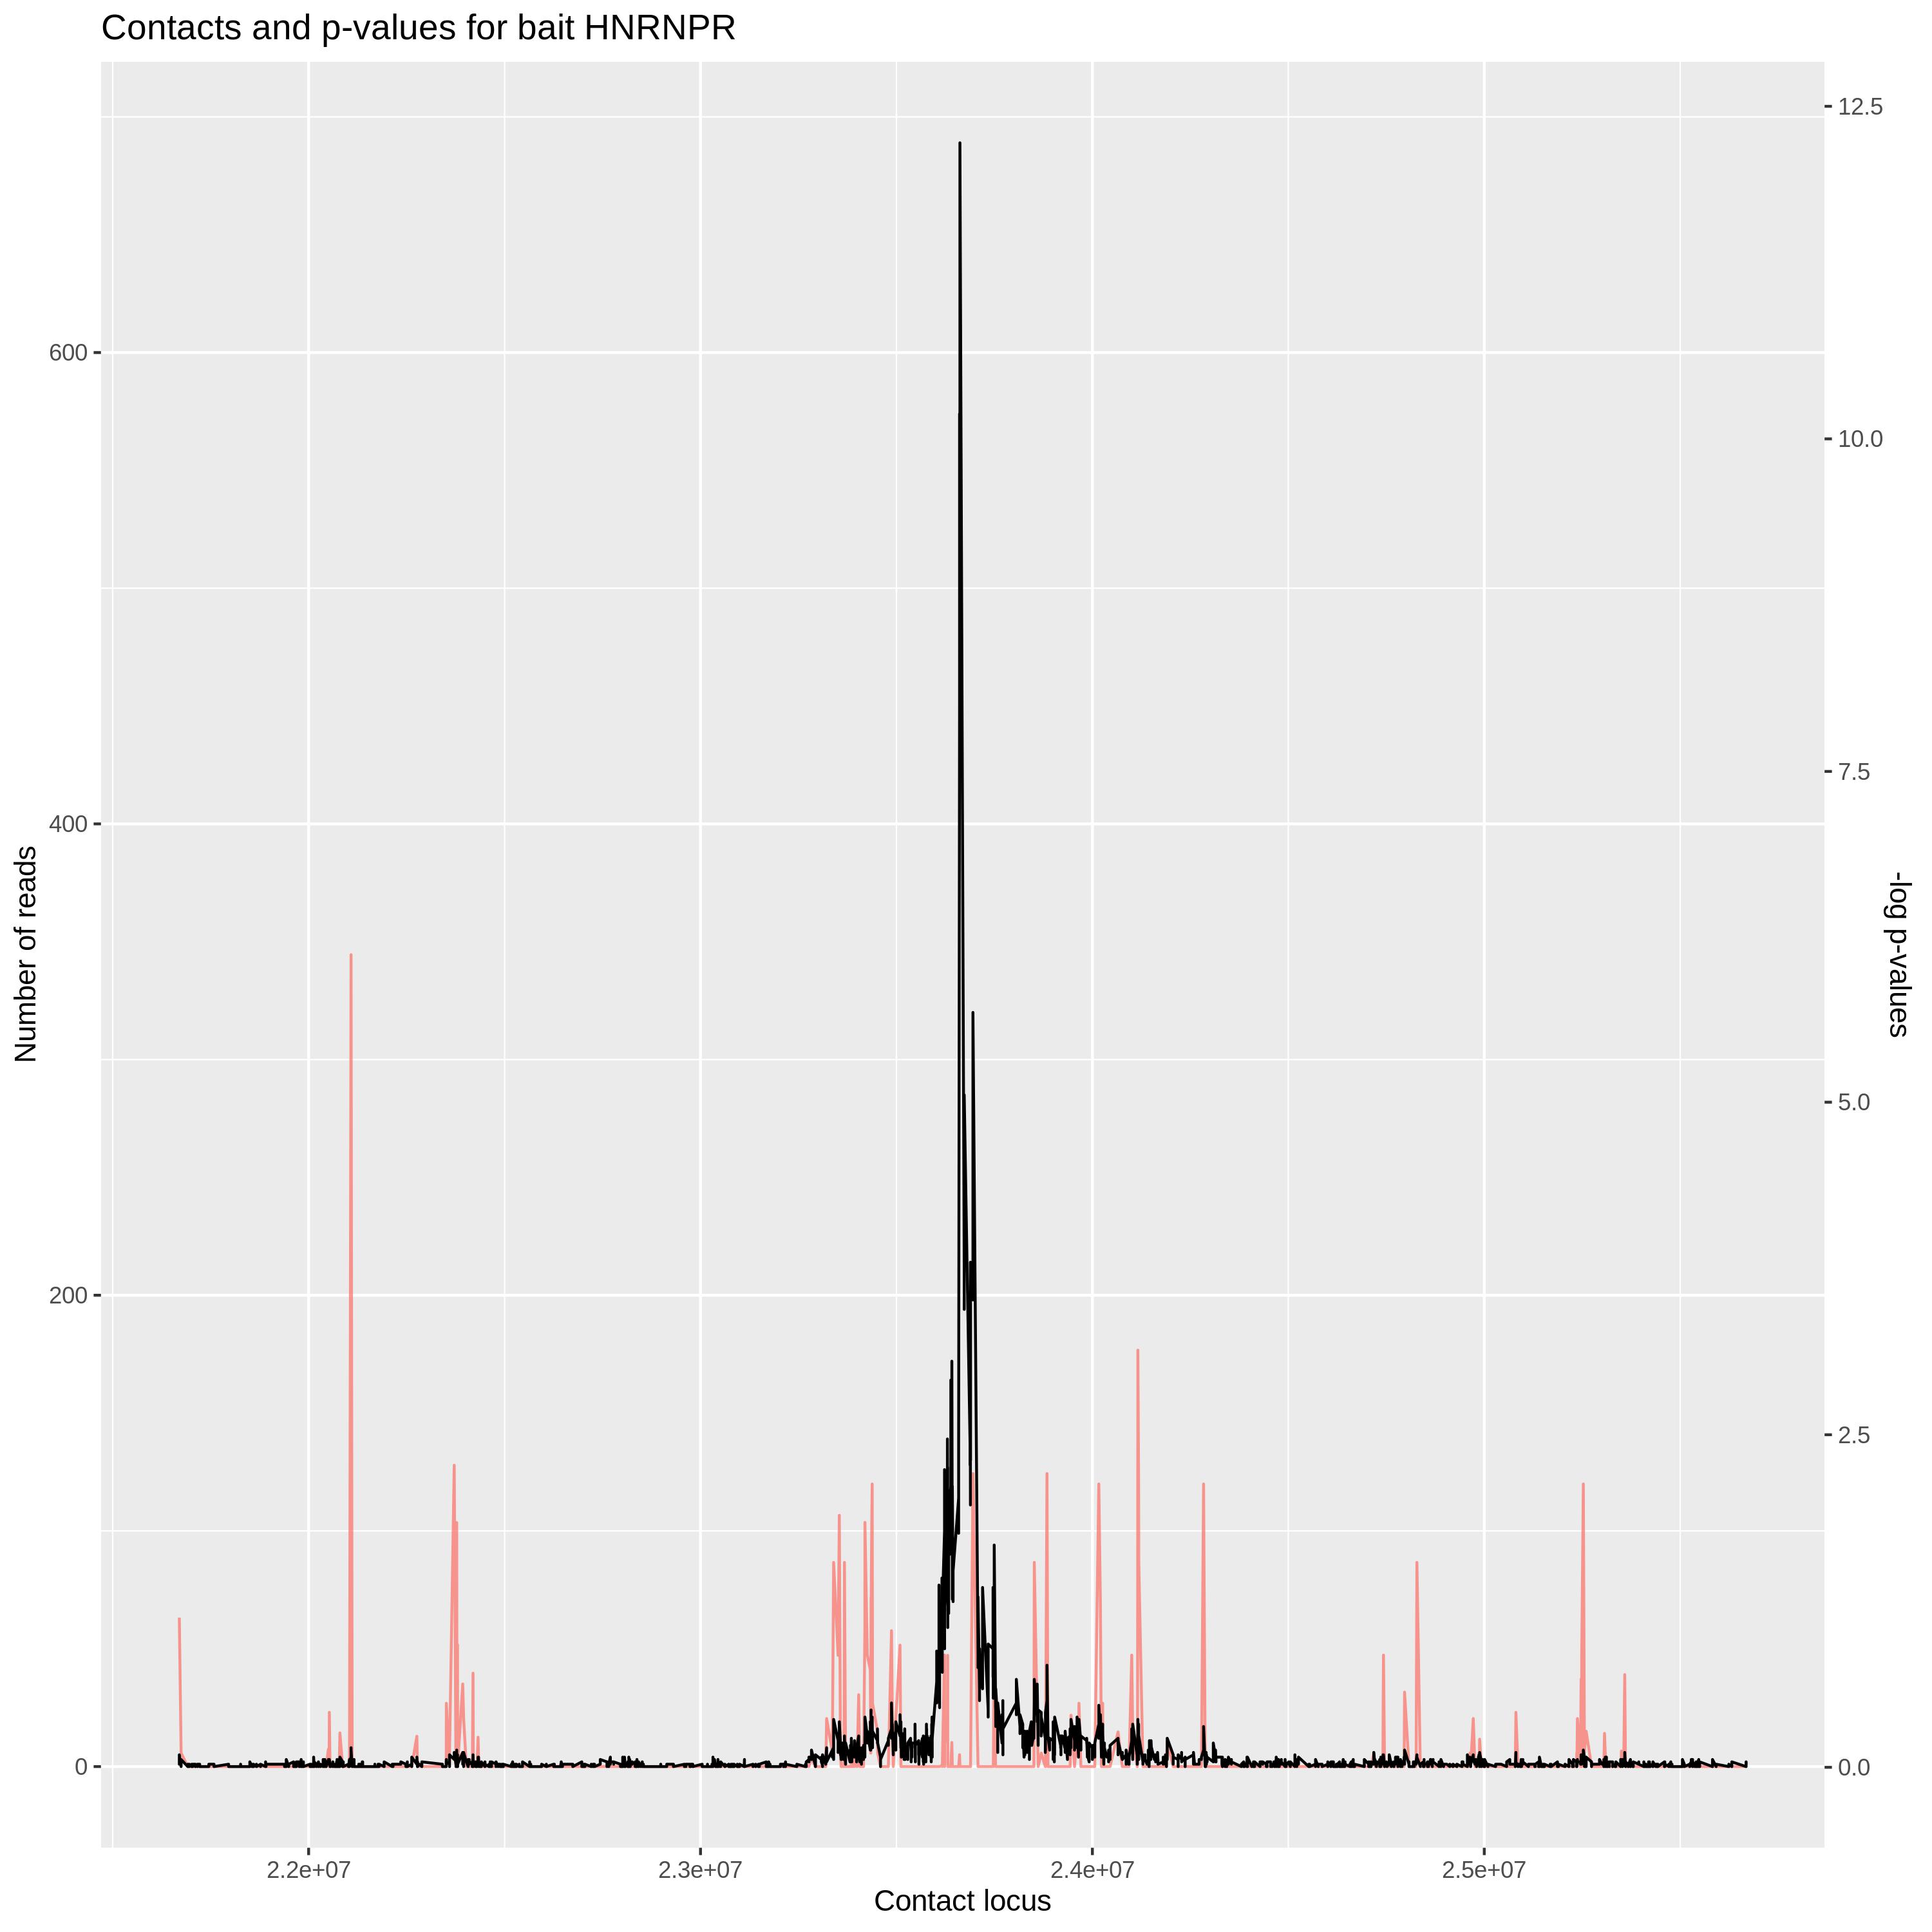 Contacts and p-values for bait HNRNPR
12.5
600
10.0
7.5
400
Number of reads
-log p-values
5.0
200
2.5
0
0.0
2.2e+07
2.3e+07
2.4e+07
2.5e+07
Contact locus